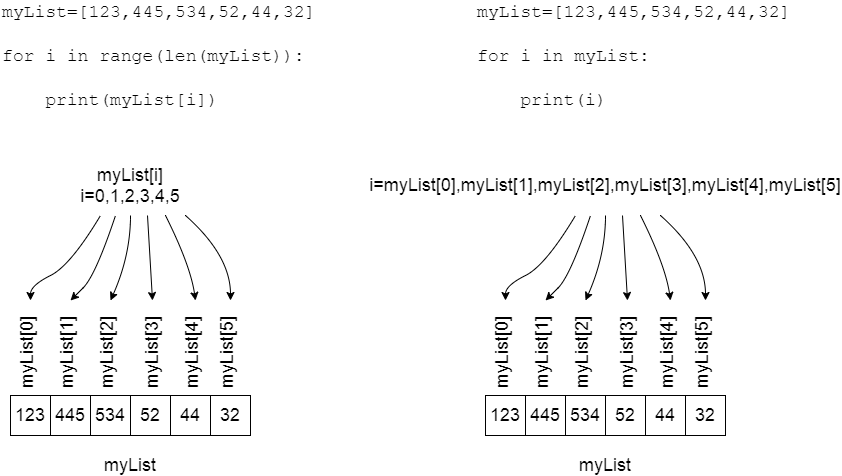 myList=[123,445,534,52,44,32]
for i in range(len(myList)):
    print(myList[i])
myList[i]
i=0,1,2,3,4,5
myList[0] myList[1] myList[2] myList[3] myList[4] myList[5]
123 445 534 52 44 32
myList
myList=[123,445,534,52,44,32]
for i in myList:
    print(i)
i=myList[0],myList[1],myList[2],myList[3],myList[4],myList[5]
myList[0] myList[1] myList[2] myList[3] myList[4] myList[5]
123 445 534 52 44 32
myList